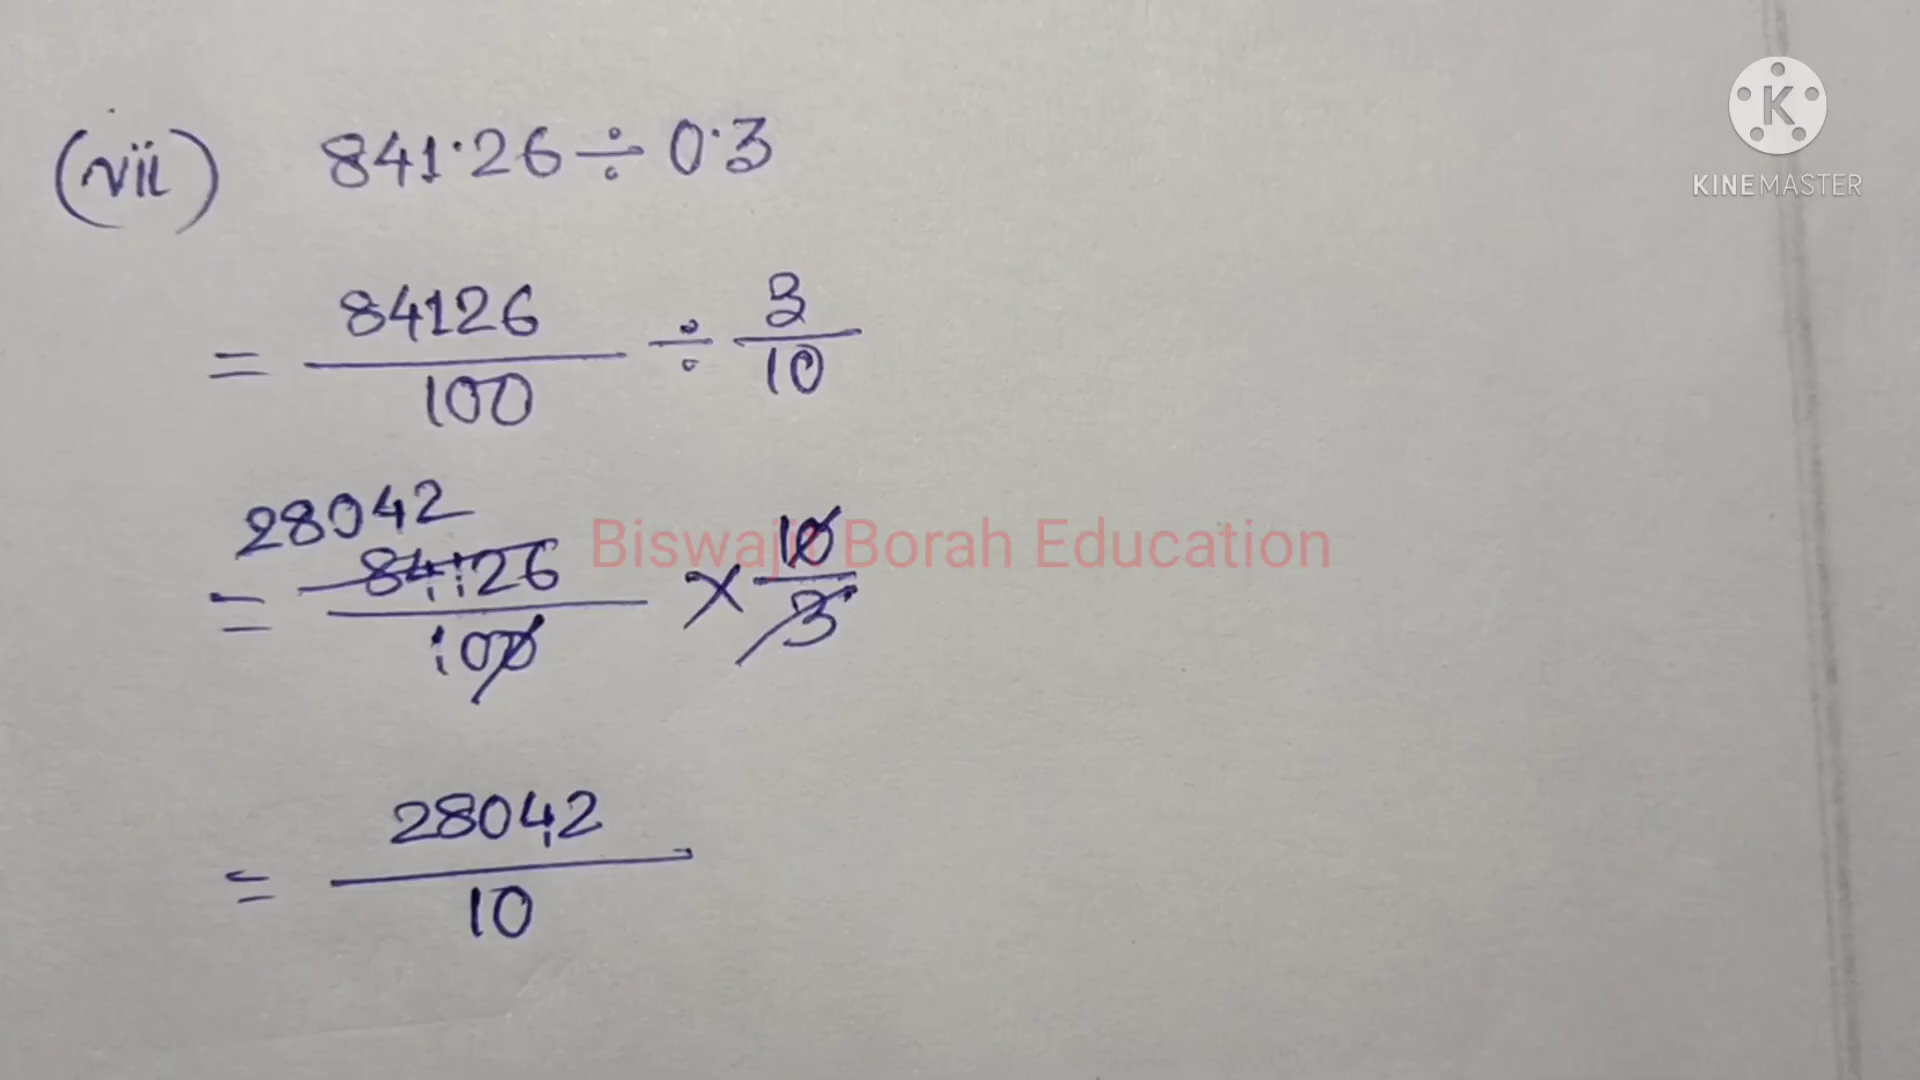 (vii) 841·26 ÷ 0·3
KINEMASTER
= 84126/100 ÷ 3/10
28042
= 84126/100 × 10/3
Biswajit Borah Education
= 28042/10